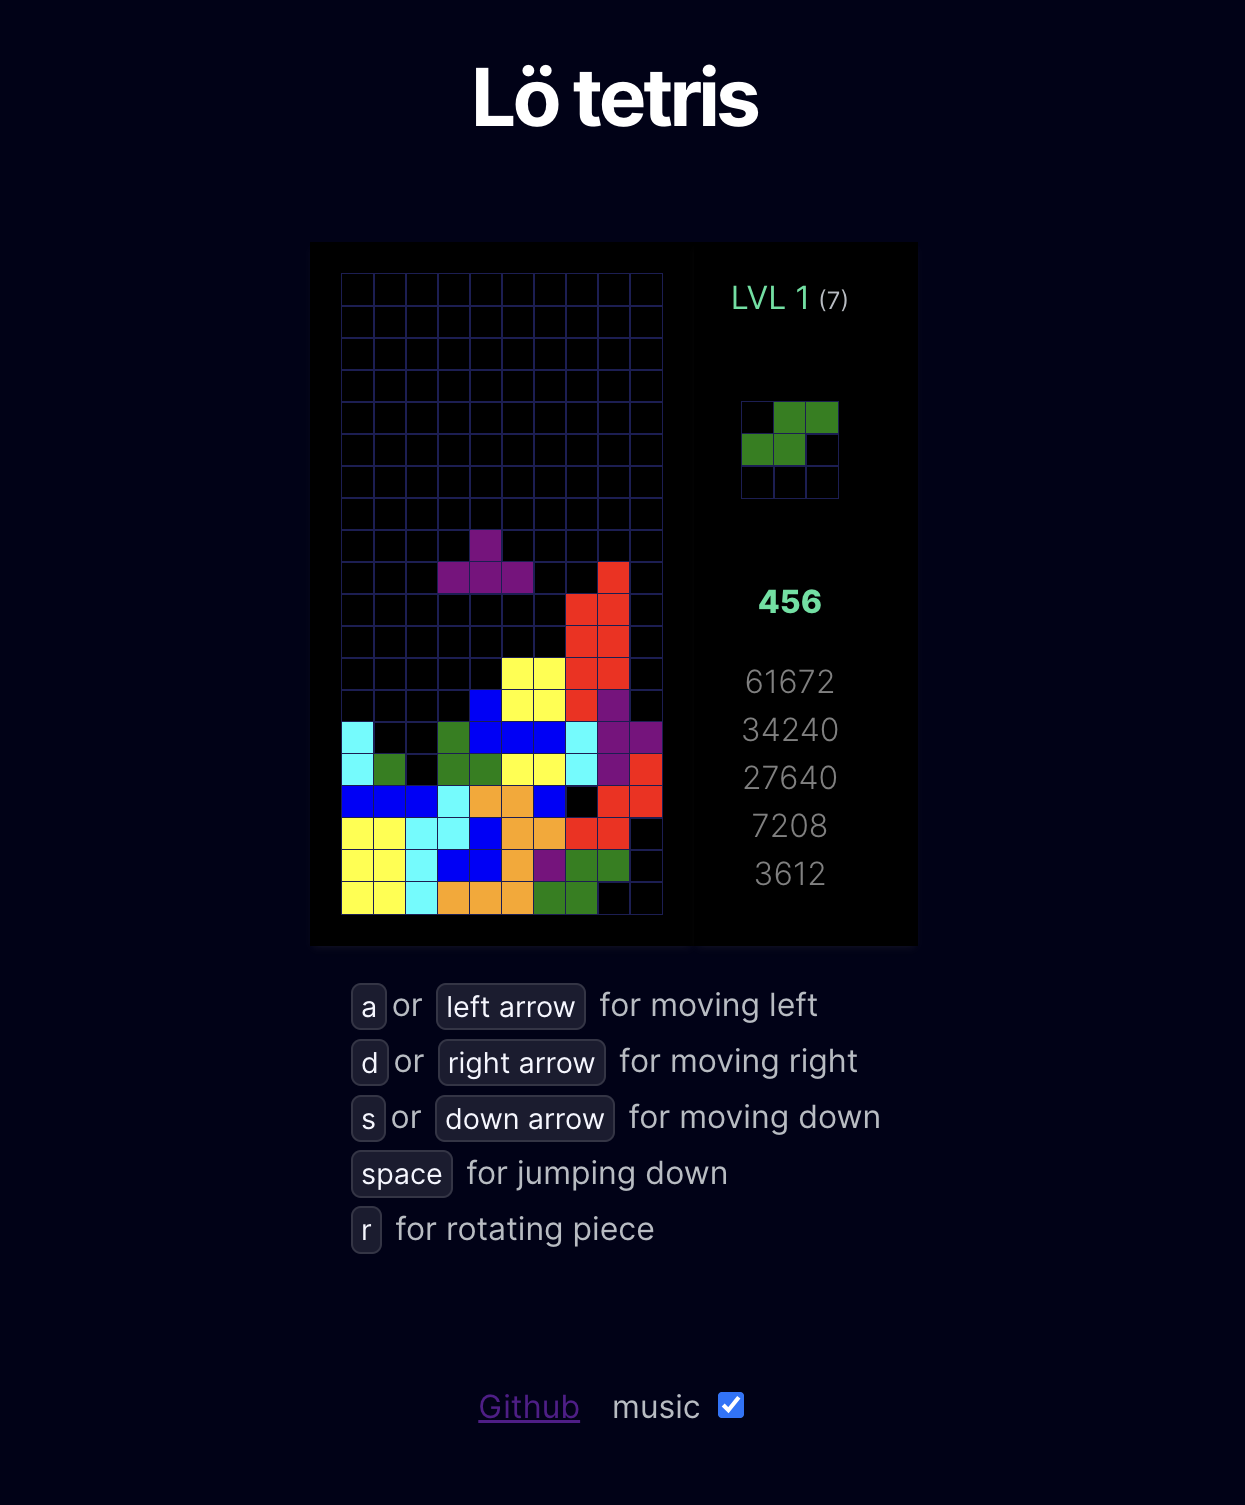 Lö tetris
LVL 1 (7)
456
61672
34240
27640
7208
3612
a or left arrow for moving left
d or right arrow for moving right
s or down arrow for moving down
space for jumping down
r for rotating piece
Github music